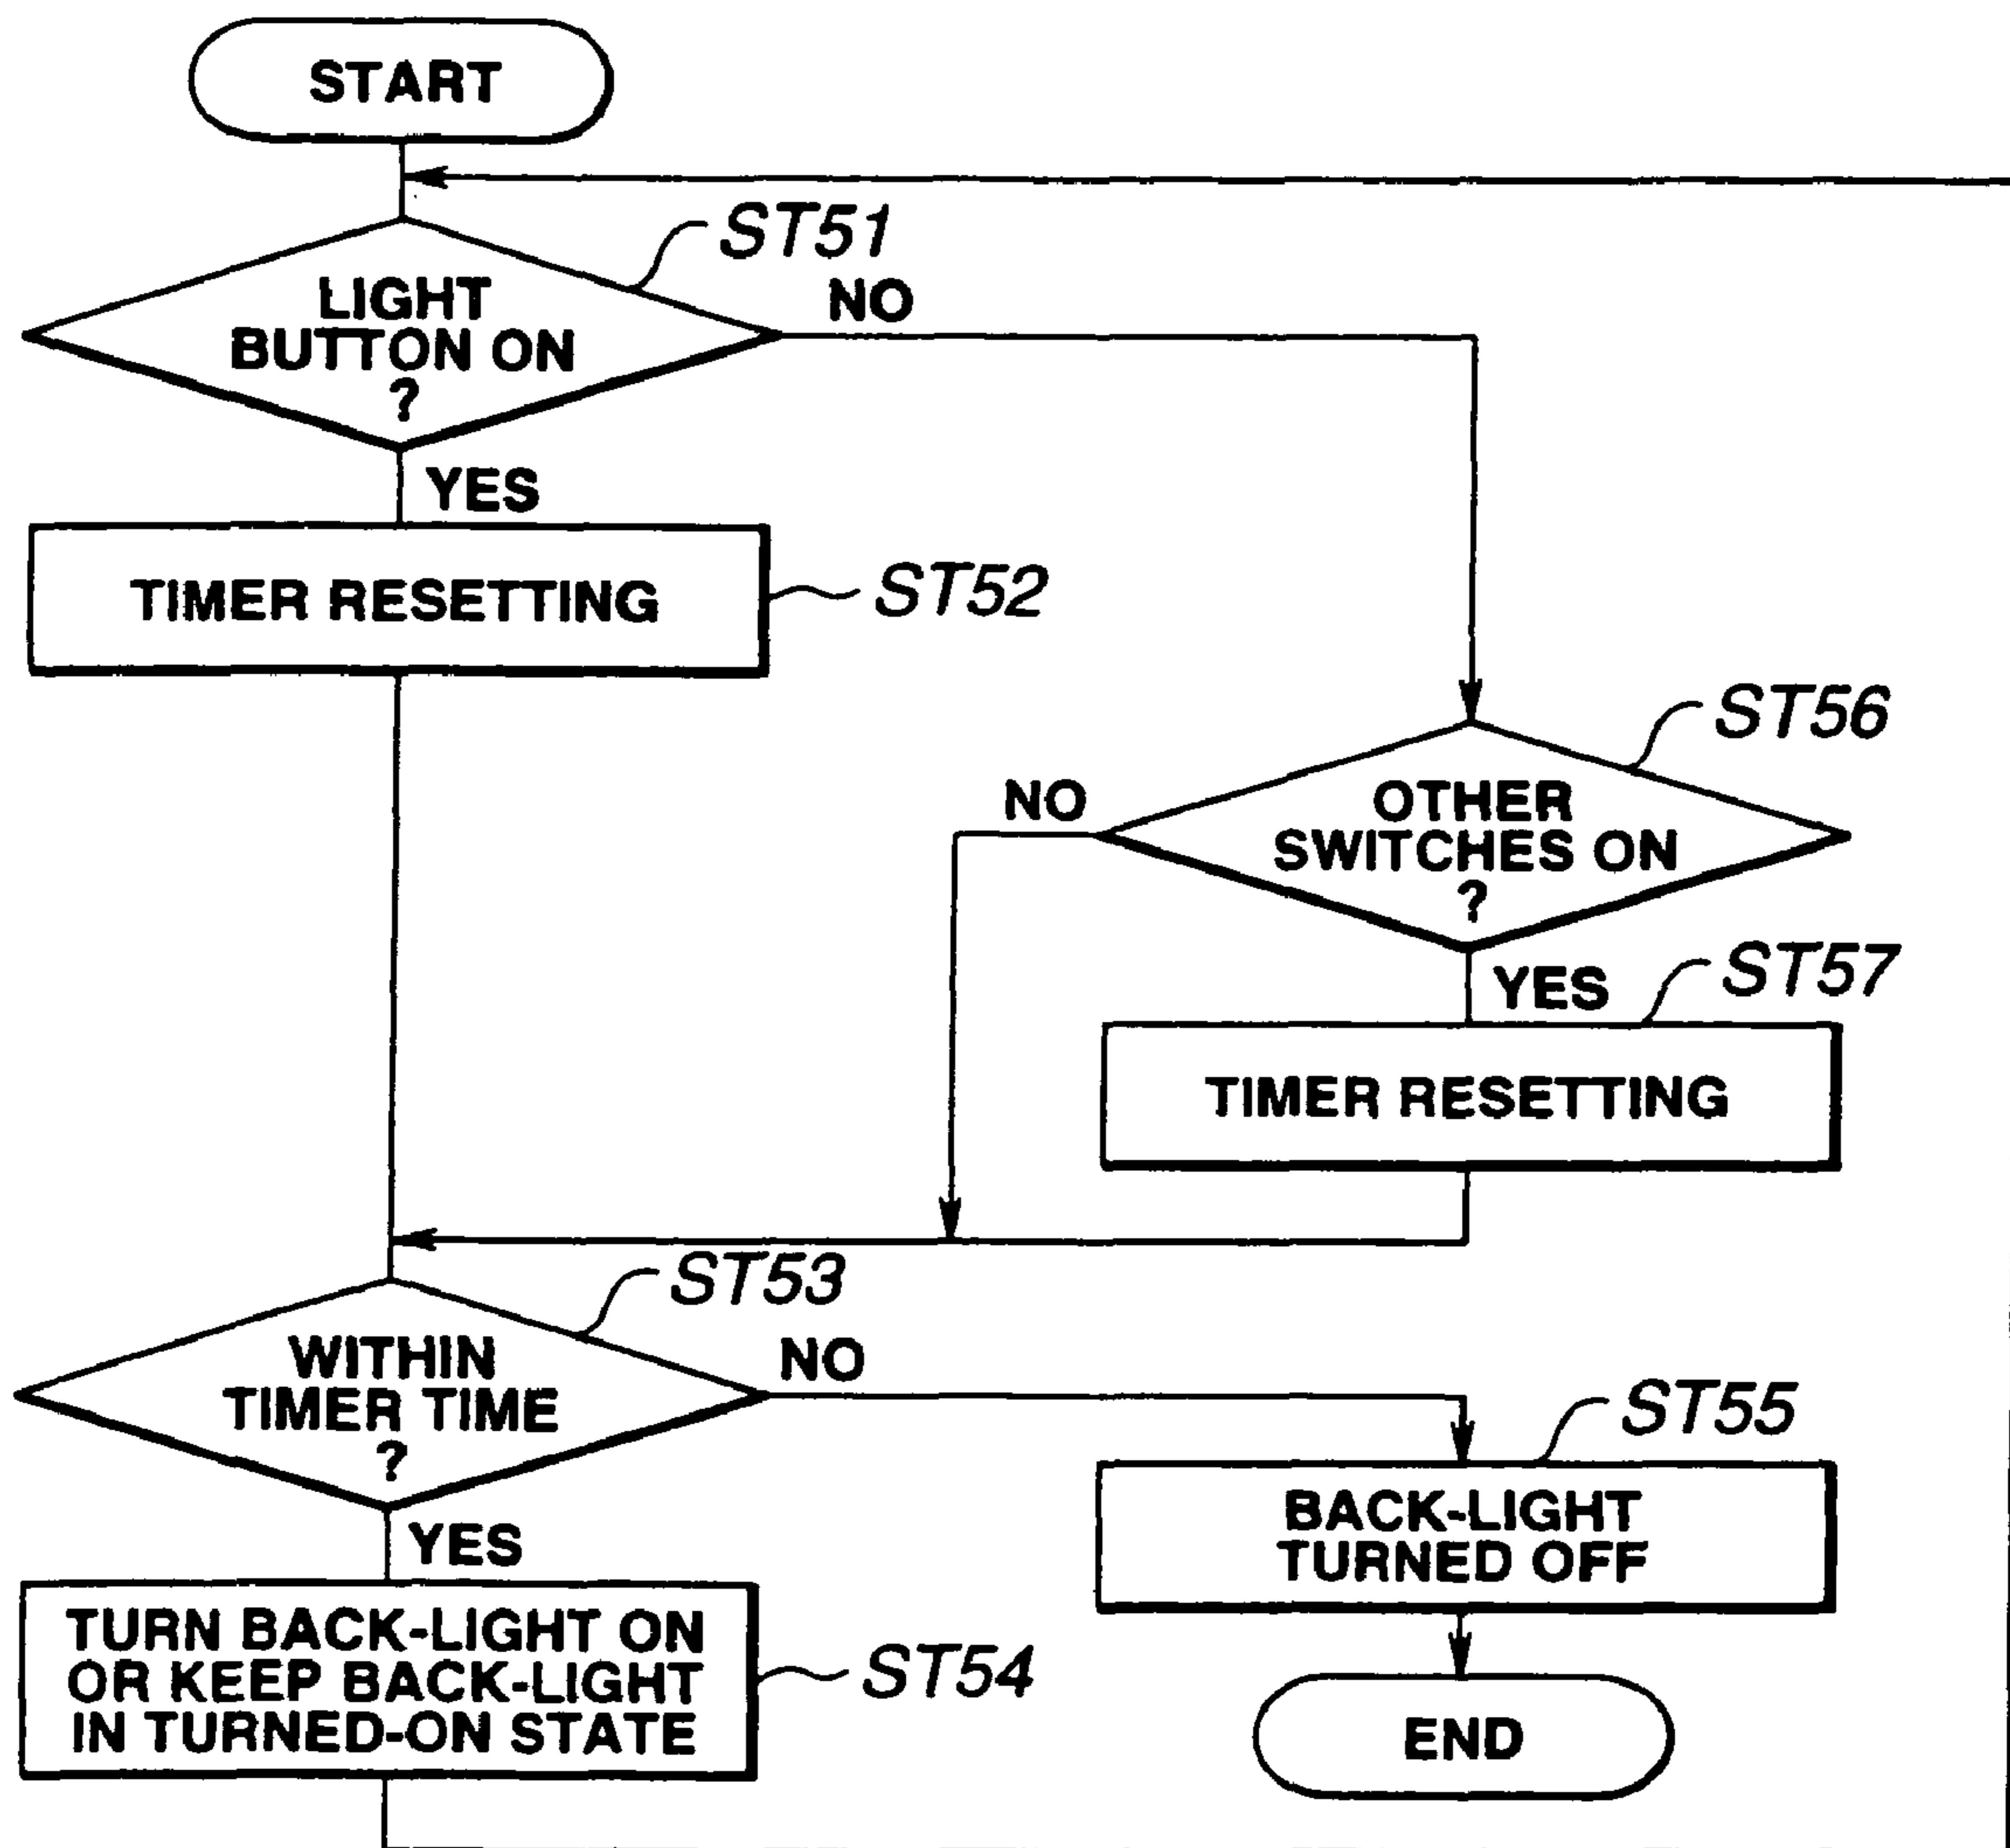 START
ST51
LIGHT
BUTTON ON
?
NO
YES
TIMER RESETTING
ST52
ST56
OTHER
SWITCHES ON
?
NO
YES
ST57
TIMER RESETTING
ST53
WITHIN
TIMER TIME
?
NO
YES
ST55
BACK-LIGHT
TURNED OFF
TURN BACK-LIGHT ON
OR KEEP BACK-LIGHT
IN TURNED-ON STATE
ST54
END